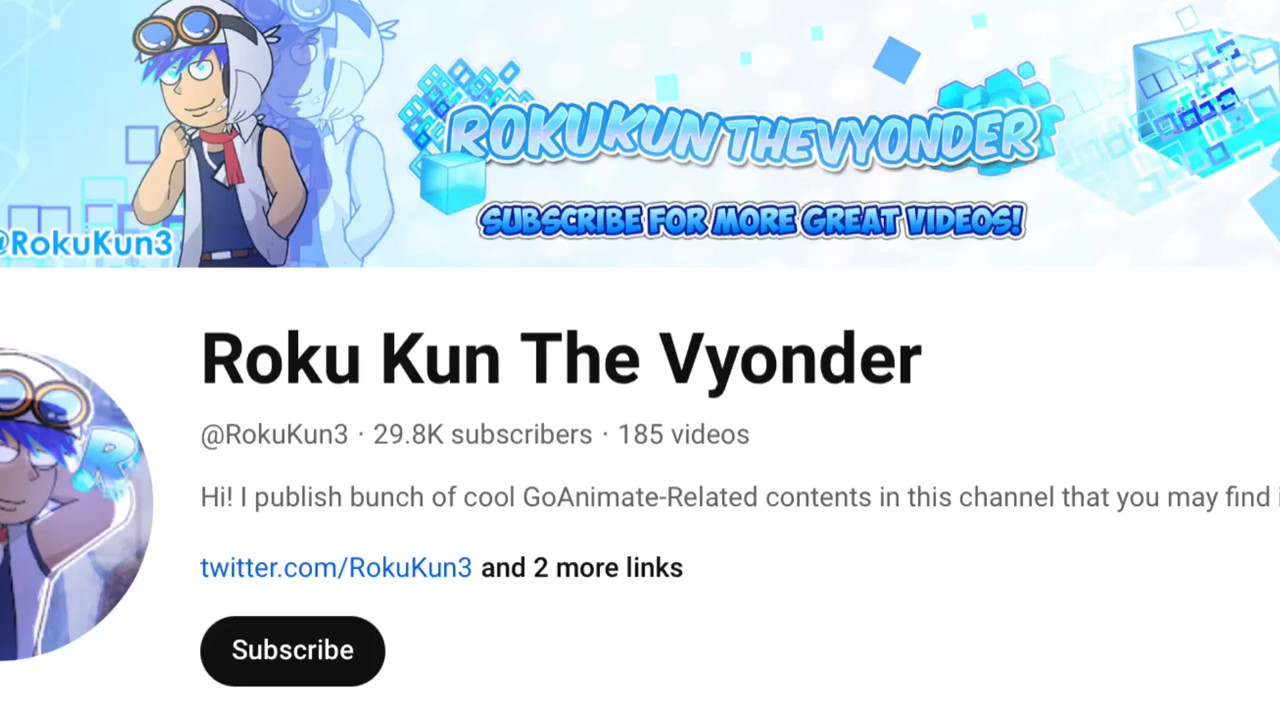 ROKUKUN THEVYONDER
SUBSCRIBE FOR MORE GREAT VIDEOS!
@RokuKun3
Roku Kun The Vyonder
@RokuKun3 · 29.8K subscribers · 185 videos
Hi! I publish bunch of cool GoAnimate-Related contents in this channel that you may find
twitter.com/RokuKun3 and 2 more links
Subscribe